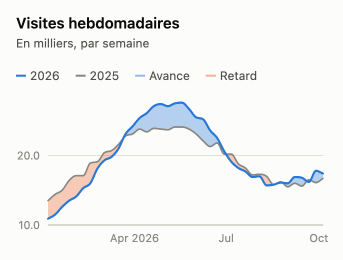 Visites hebdomadaires
En milliers, par semaine
2026 2025 Avance Retard
20.0
10.0
Apr 2026 Jul Oct